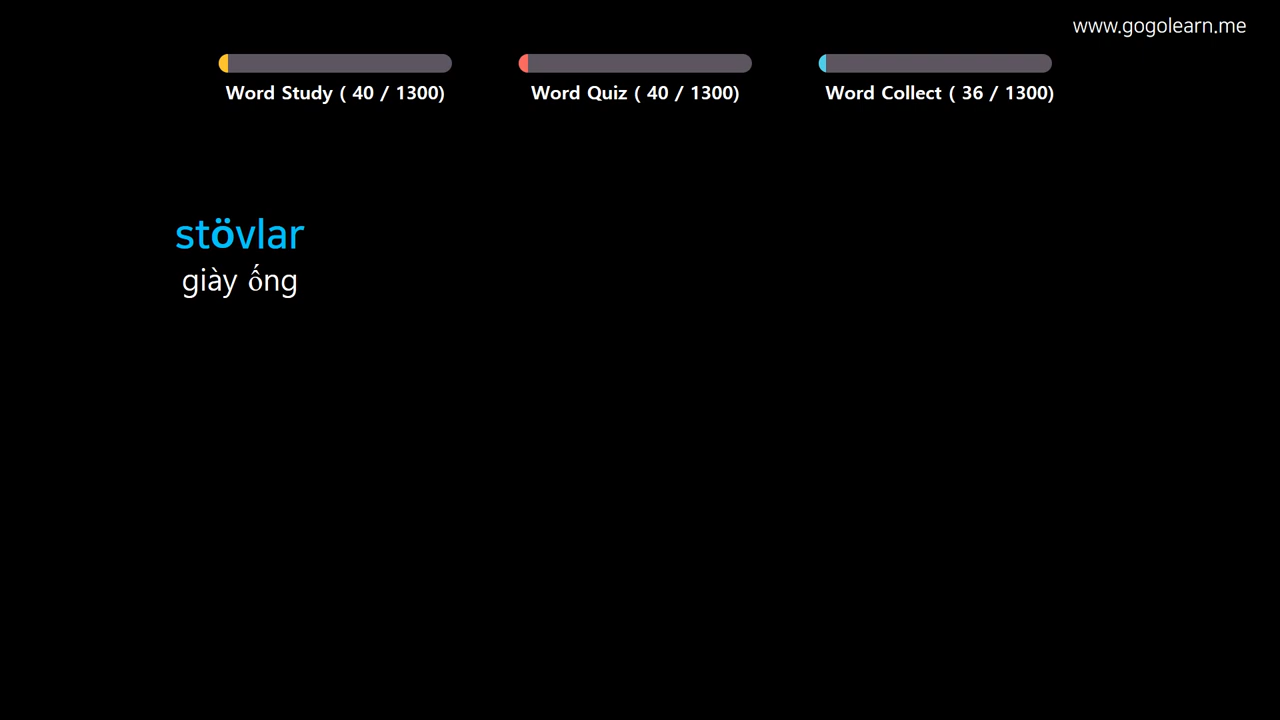 www.gogolearn.me
Word Study ( 40 / 1300)
Word Quiz ( 40 / 1300)
Word Collect ( 36 / 1300)
stövlar
giày ống